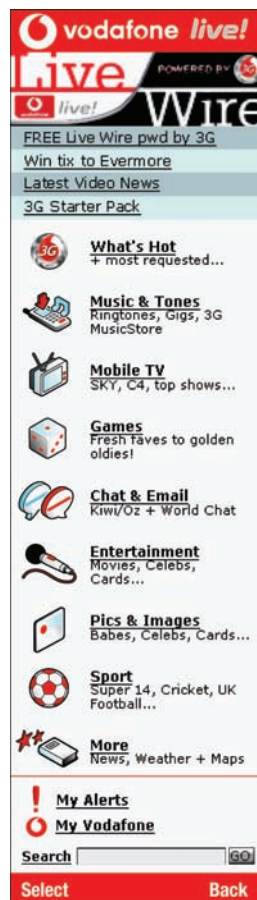 vodafone live!
Live
POWERED BY 3G
live!
Wire
FREE Live Wire pwd by 3G
Win tix to Evermore
Latest Video News
3G Starter Pack
3G
What's Hot
+ most requested...
Music & Tones
Ringtones, Gigs, 3G
MusicStore
Mobile TV
SKY, C4, top shows...
Games
Fresh faves to golden
oldies!
Chat & Email
Kiwi/Oz + World Chat
Entertainment
Movies, Celebs,
Cards...
Pics & Images
Babes, Celebs, Cards...
Sport
Super 14, Cricket, UK
Football...
More
News, Weather + Maps
My Alerts
My Vodafone
Search GO
Select Back